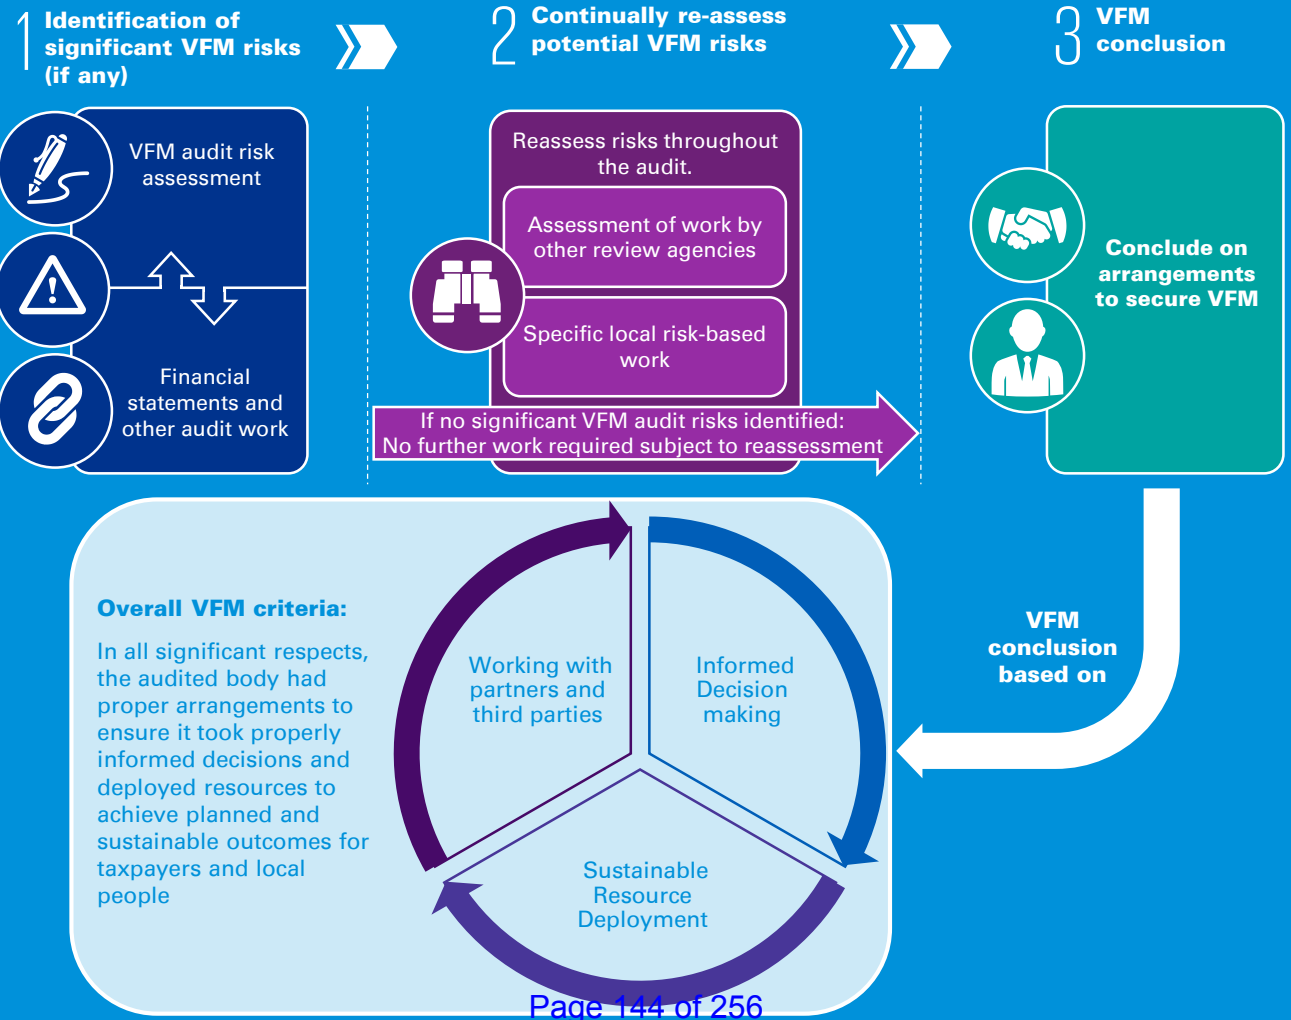 1 Identification of
significant VFM risks
(if any)
2 Continually re-assess
potential VFM risks
3 VFM
conclusion
VFM audit risk
assessment
Financial
statements and
other audit work
Reassess risks throughout
the audit.
Assessment of work by
other review agencies
Specific local risk-based
work
If no significant VFM audit risks identified:
No further work required subject to reassessment
Conclude on
arrangements
to secure VFM
VFM
conclusion
based on
Overall VFM criteria:
In all significant respects,
the audited body had
proper arrangements to
ensure it took properly
informed decisions and
deployed resources to
achieve planned and
sustainable outcomes for
taxpayers and local
people
Working with
partners and
third parties
Informed
Decision
making
Sustainable
Resource
Deployment
Page 144 of 256